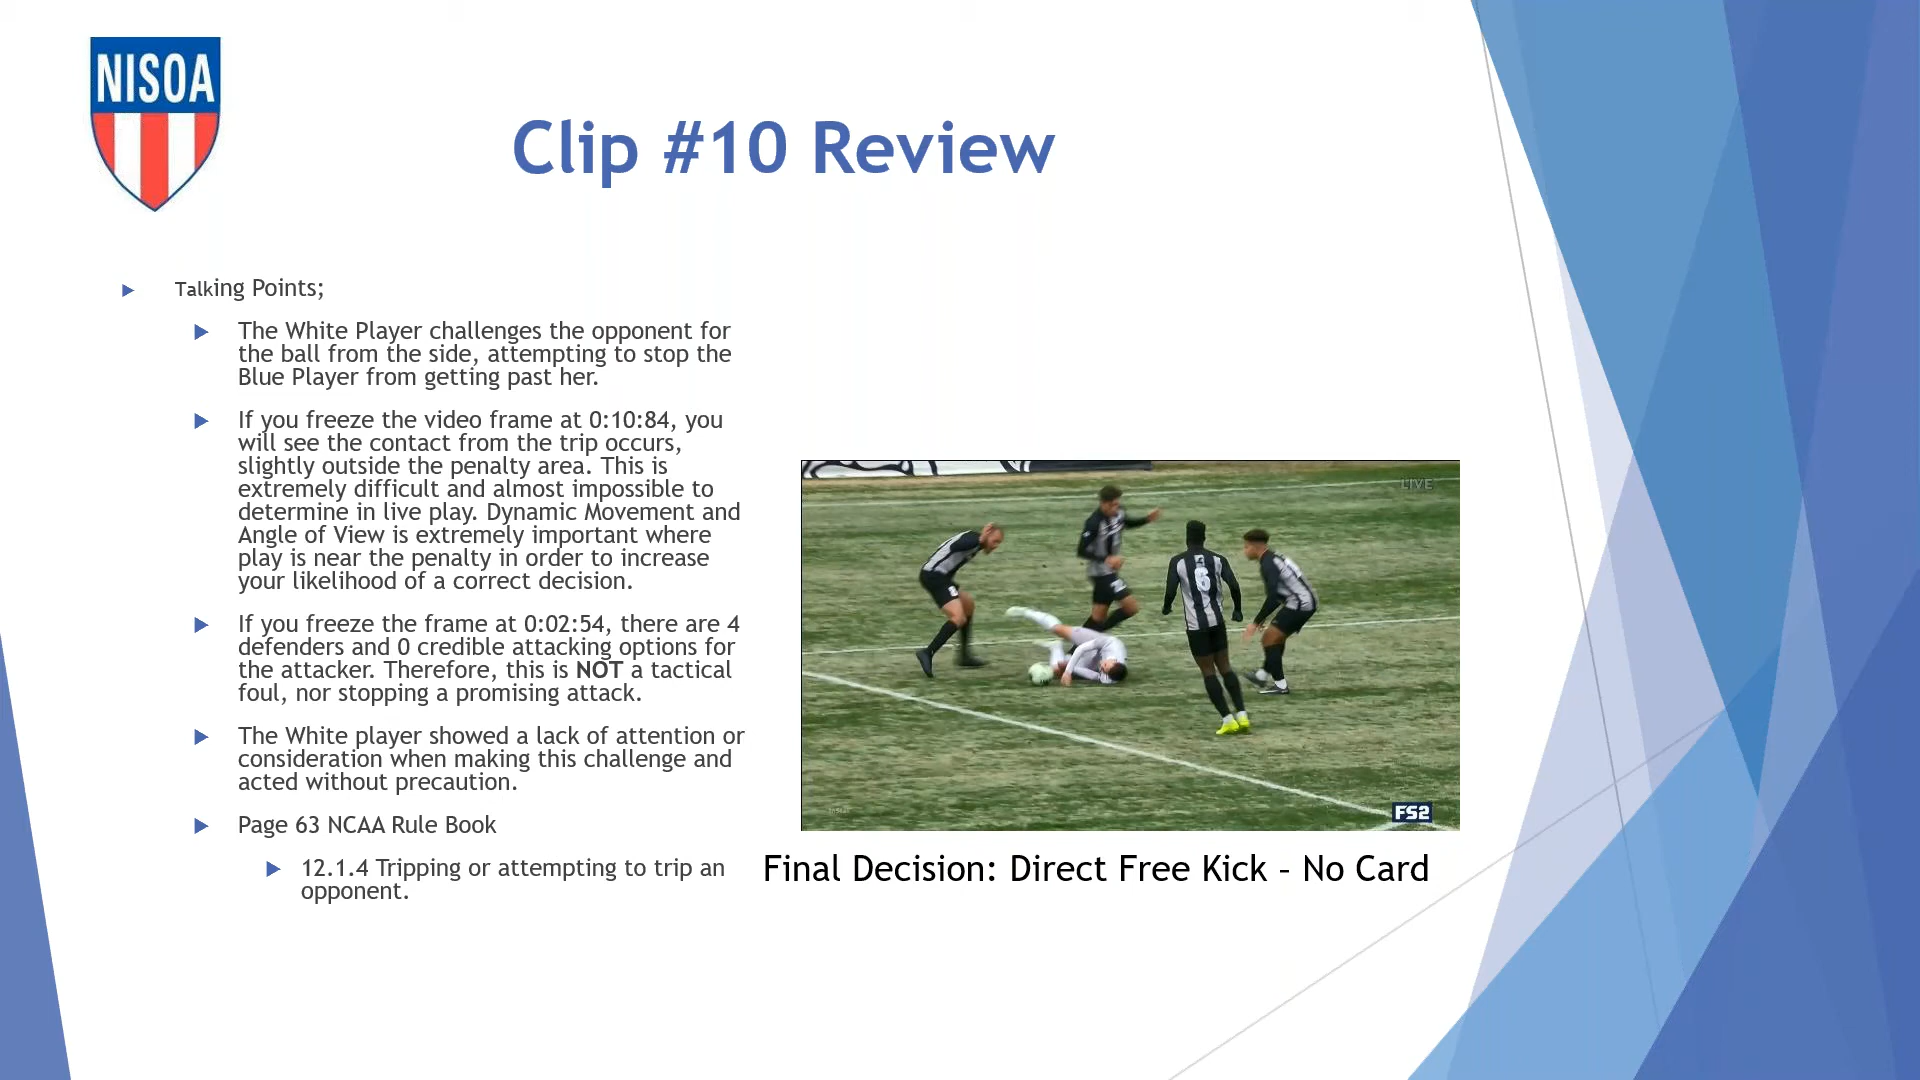 NISOA
Clip #10 Review
Talking Points;
The White Player challenges the opponent for
the ball from the side, attempting to stop the
Blue Player from getting past her.
If you freeze the video frame at 0:10:84, you
will see the contact from the trip occurs,
slightly outside the penalty area. This is
extremely difficult and almost impossible to
determine in live play. Dynamic Movement and
Angle of View is extremely important where
play is near the penalty in order to increase
your likelihood of a correct decision.
If you freeze the frame at 0:02:54, there are 4
defenders and 0 credible attacking options for
the attacker. Therefore, this is NOT a tactical
foul, nor stopping a promising attack.
The White player showed a lack of attention or
consideration when making this challenge and
acted without precaution.
Page 63 NCAA Rule Book
12.1.4 Tripping or attempting to trip an
opponent.
LIVE
6
FS2
Final Decision: Direct Free Kick – No Card